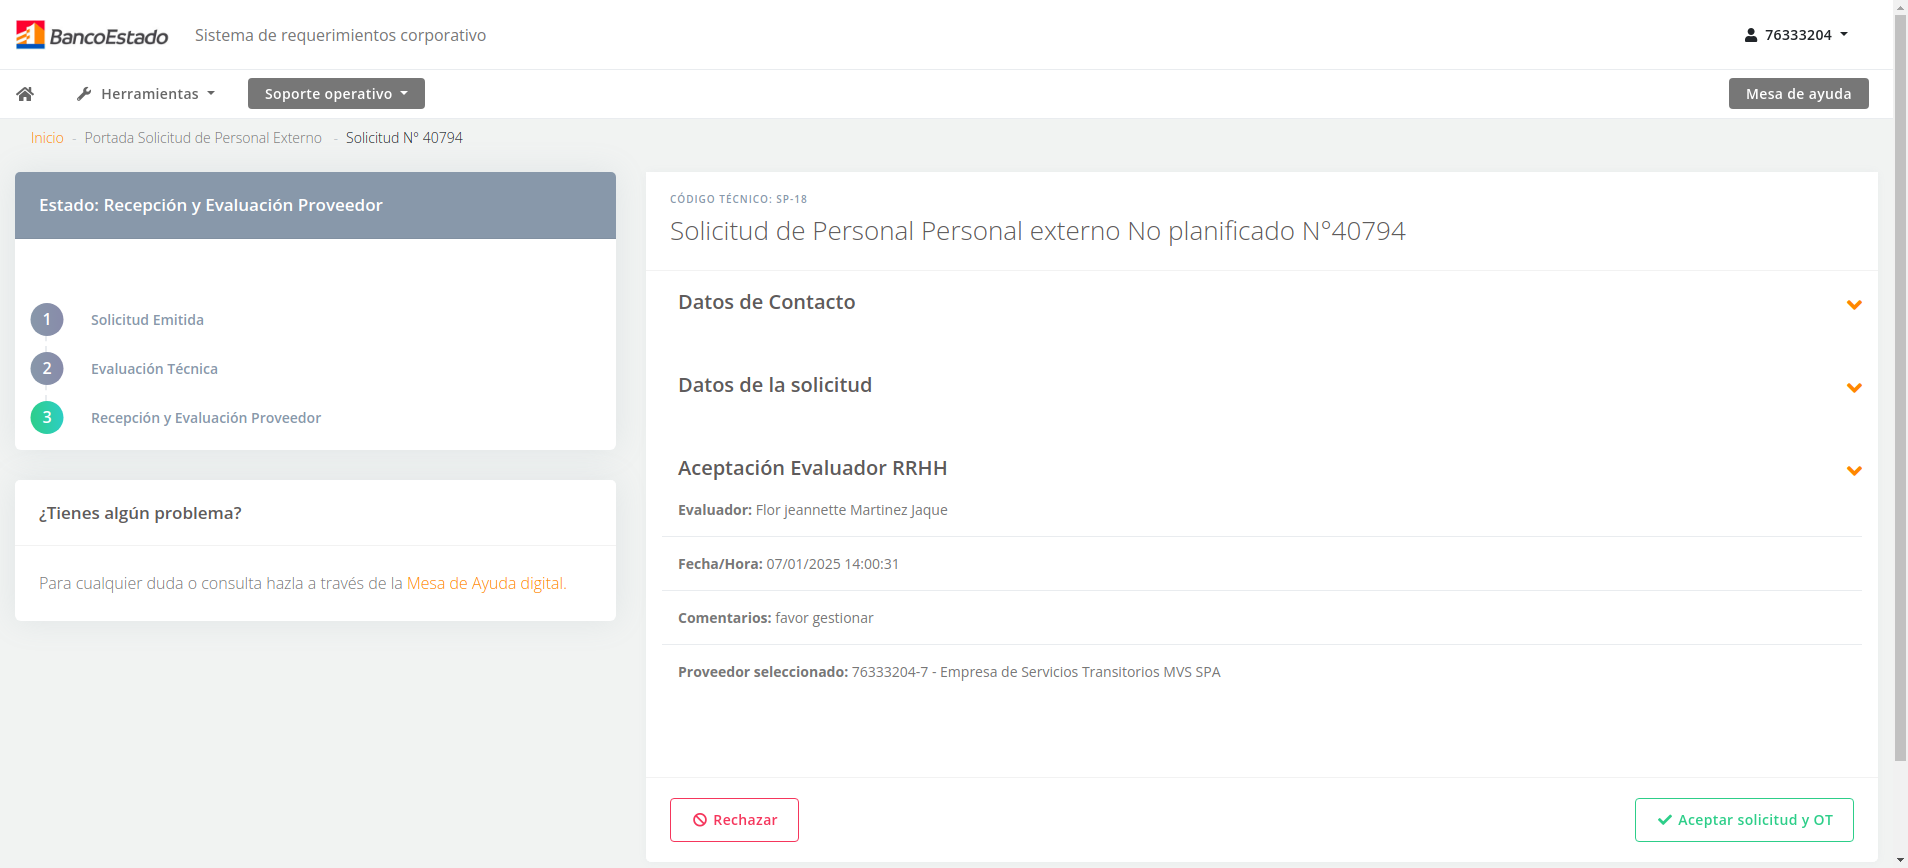 BancoEstado
Sistema de requerimientos corporativo
76333204
Herramientas
Soporte operativo
Mesa de ayuda
Inicio - Portada Solicitud de Personal Externo - Solicitud N° 40794
Estado: Recepción y Evaluación Proveedor
1 Solicitud Emitida
2 Evaluación Técnica
3 Recepción y Evaluación Proveedor
¿Tienes algún problema?
Para cualquier duda o consulta hazla a través de la Mesa de Ayuda digital.
CÓDIGO TÉCNICO: SP-18
Solicitud de Personal Personal externo No planificado N°40794
Datos de Contacto
Datos de la solicitud
Aceptación Evaluador RRHH
Evaluador: Flor jeannette Martinez Jaque
Fecha/Hora: 07/01/2025 14:00:31
Comentarios: favor gestionar
Proveedor seleccionado: 76333204-7 - Empresa de Servicios Transitorios MVS SPA
Rechazar
Aceptar solicitud y OT